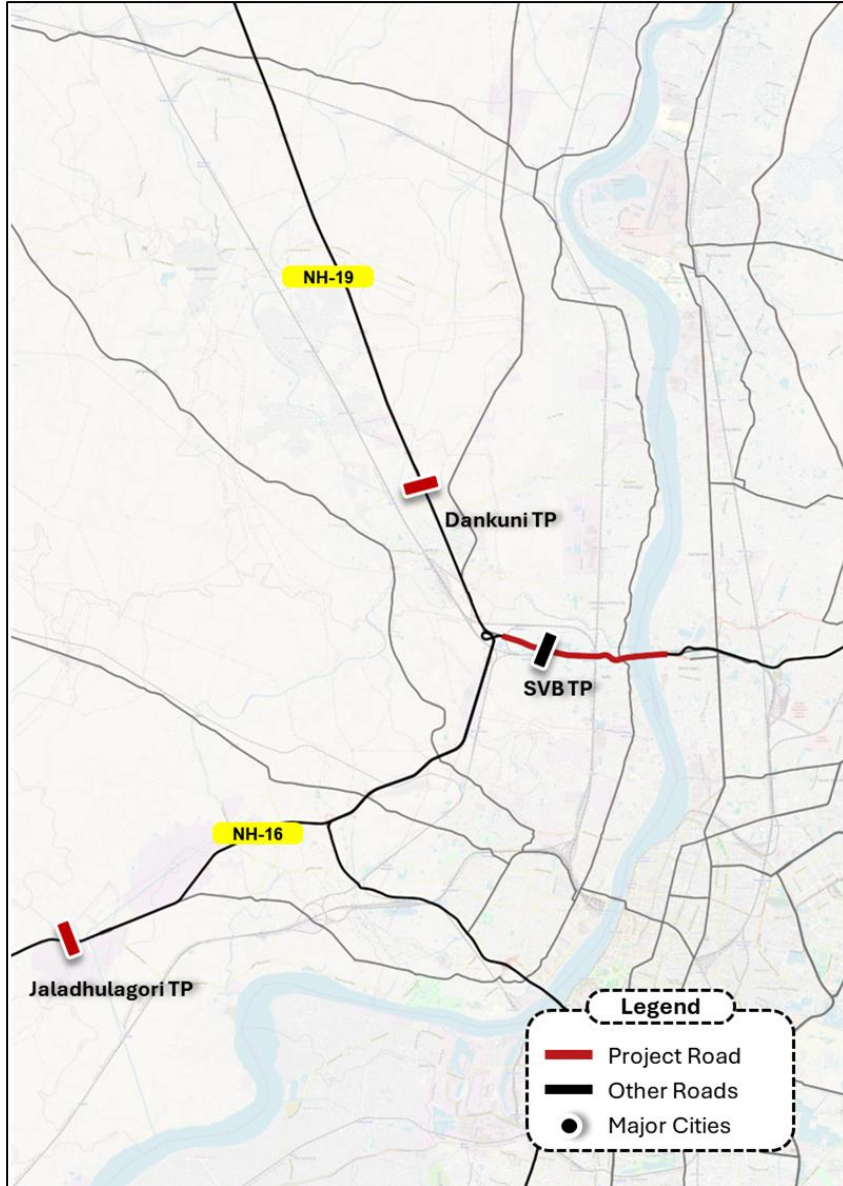 NH-19
Dankuni TP
SVB TP
NH-16
Jaladhulagori TP
Legend
Project Road
Other Roads
Major Cities